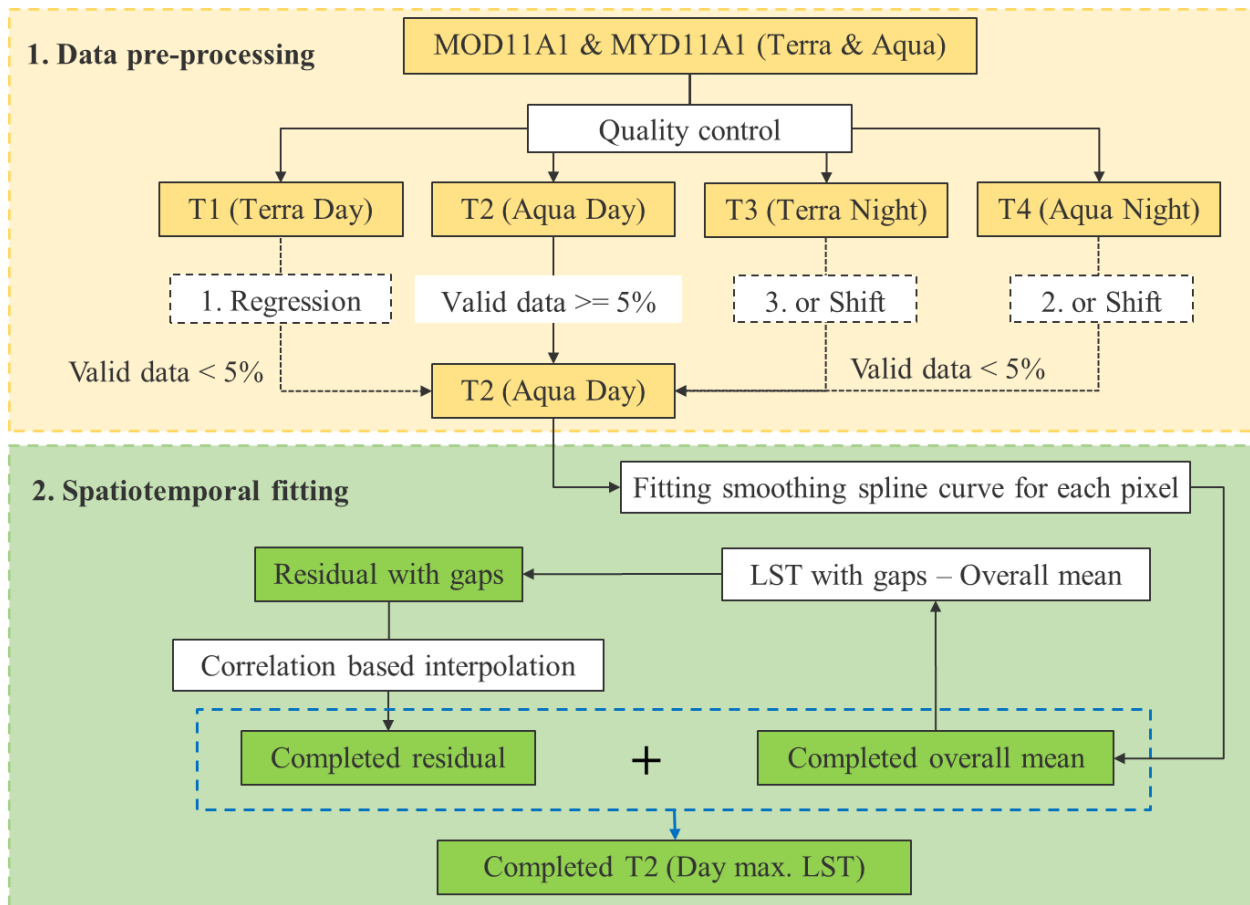 1. Data pre-processing
MOD11A1 & MYD11A1 (Terra & Aqua)
Quality control
T1 (Terra Day)
T2 (Aqua Day)
T3 (Terra Night)
T4 (Aqua Night)
1. Regression
Valid data >= 5%
3. or Shift
2. or Shift
Valid data < 5%
T2 (Aqua Day)
Valid data < 5%
2. Spatiotemporal fitting
Fitting smoothing spline curve for each pixel
Residual with gaps
LST with gaps – Overall mean
Correlation based interpolation
Completed residual
+
Completed overall mean
Completed T2 (Day max. LST)